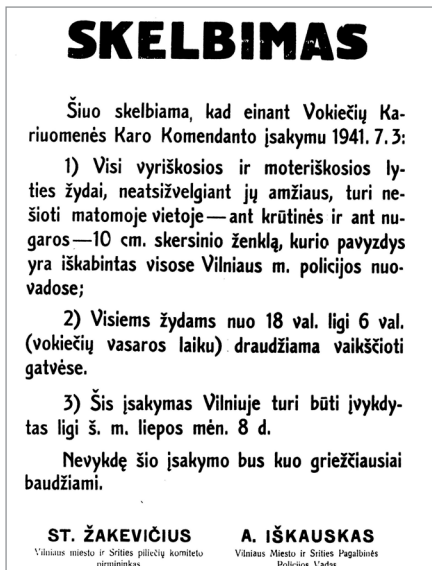 SKELBIMAS
Šiuo skelbiama, kad einant Vokiečių Ka-
riuomenės Karo Komendanto įsakymu 1941. 7. 3:
1) Visi vyriškosios ir moteriškosios ly-
ties žydai, neatsižvelgiant jų amžiaus, turi ne-
šioti matomoje vietoje—ant krūtinės ir ant nu-
garos—10 cm. skersinio ženklą, kurio pavyzdys
yra iškabintas visose Vilniaus m. policijos nuo-
vadose;
2) Visiems žydams nuo 18 val. ligi 6 val.
(vokiečių vasaros laiku) draudžiama vaikščioti
gatvėse.
3) Šis įsakymas Vilniuje turi būti įvykdy-
tas ligi š. m. liepos mėn. 8 d.
Nevykdę šio įsakymo bus kuo griežčiausiai
baudžiami.
ST. ŽAKEVIČIUS
Vilniaus miesto ir Srities piliečių komiteto
pirmininkas
A. IŠKAUSKAS
Vilniaus Miesto ir Srities Pagalbinės
Policijos Vadas